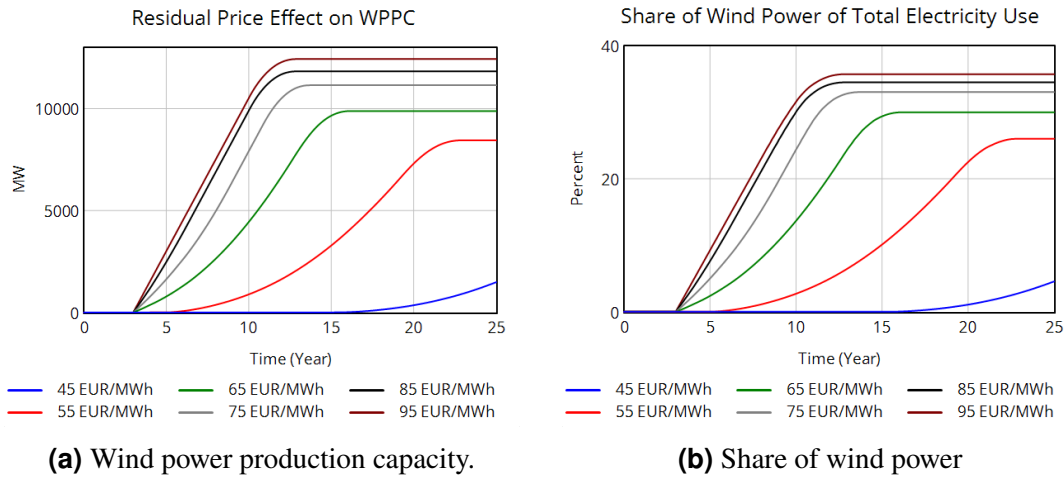 Residual Price Effect on WPPC
MW
10000
5000
0
0 5 10 15 20 25
Time (Year)
45 EUR/MWh 65 EUR/MWh 85 EUR/MWh
55 EUR/MWh 75 EUR/MWh 95 EUR/MWh
(a) Wind power production capacity.
Share of Wind Power of Total Electricity Use
Percent
40
20
0
0 5 10 15 20 25
Time (Year)
45 EUR/MWh 65 EUR/MWh 85 EUR/MWh
55 EUR/MWh 75 EUR/MWh 95 EUR/MWh
(b) Share of wind power